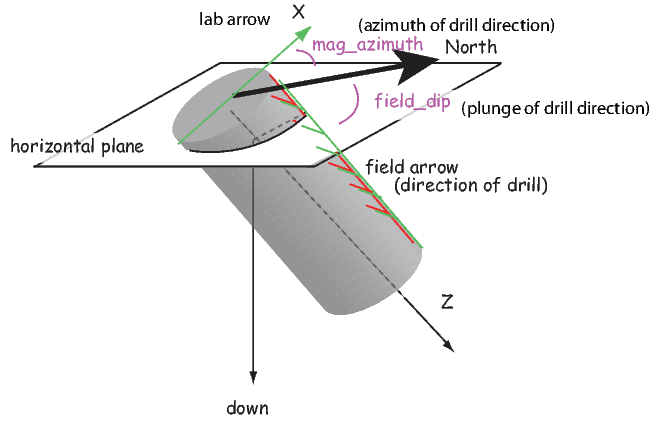 lab arrow
X
(azimuth of drill direction)
mag_azimuth
North
field_dip
(plunge of drill direction)
horizontal plane
field arrow
(direction of drill)
Z
down